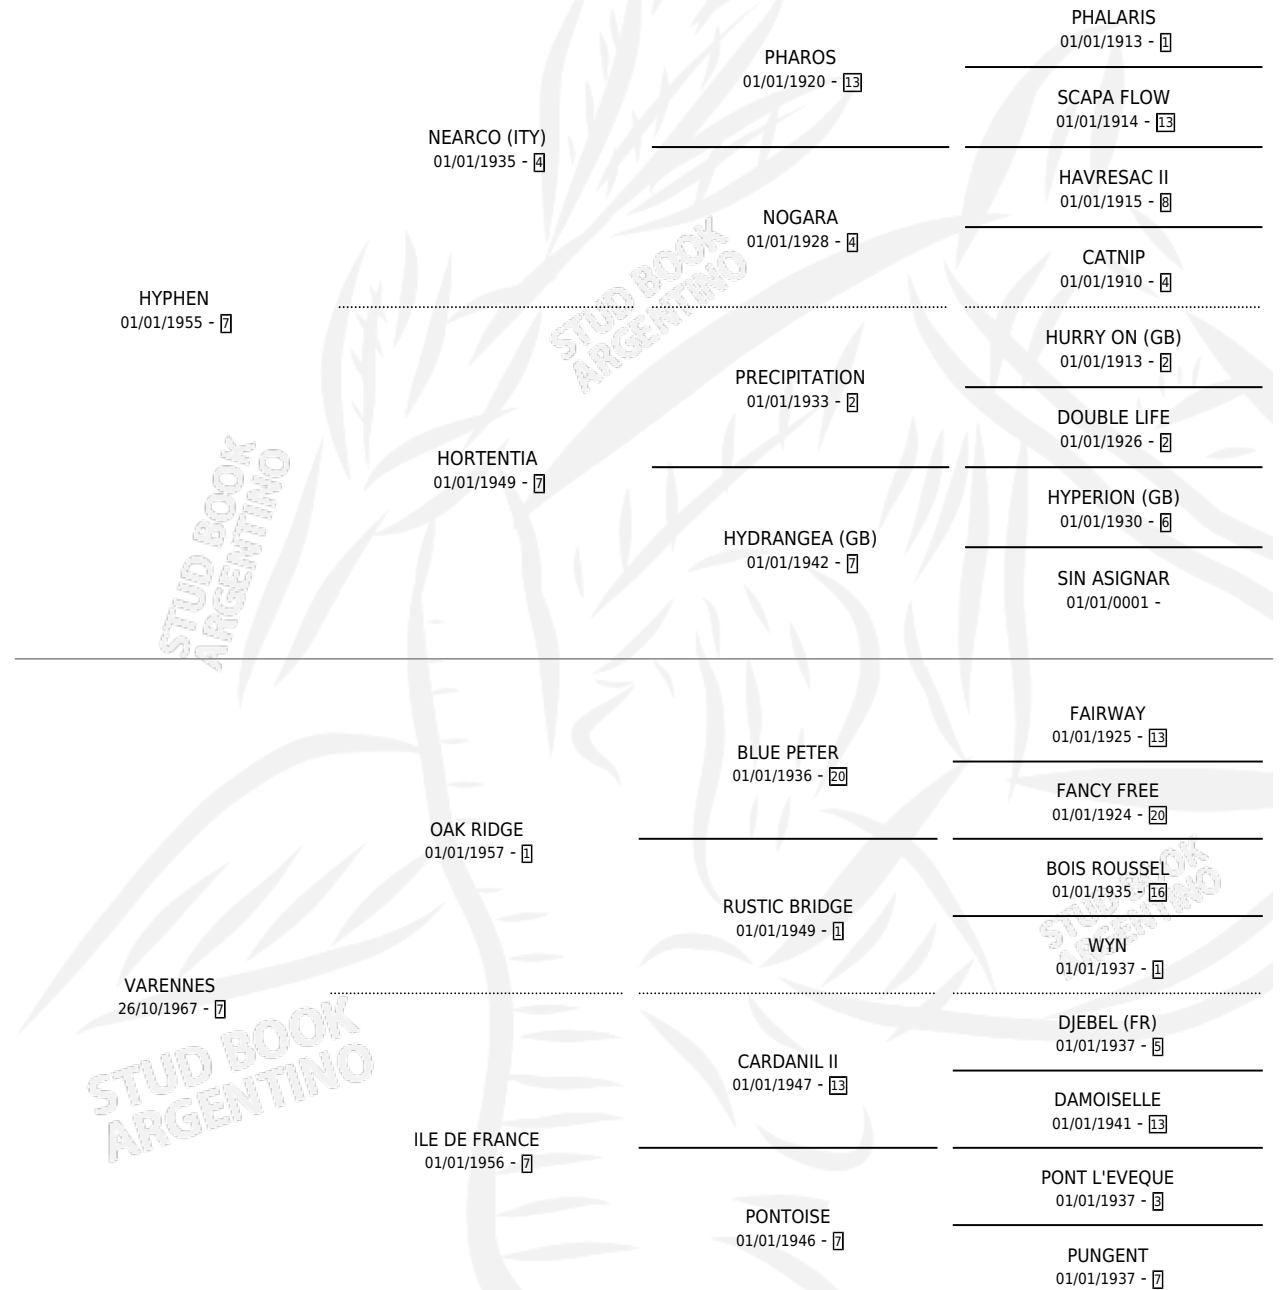 PHALARIS
01/01/1913 - 1
PHAROS
01/01/1920 - 13
SCAPA FLOW
01/01/1914 - 13
NEARCO (ITY)
01/01/1935 - 4
HAVRESAC II
01/01/1915 - 8
NOGARA
01/01/1928 - 4
CATNIP
01/01/1910 - 4
HYPHEN
01/01/1955 - 7
HURRY ON (GB)
01/01/1913 - 2
PRECIPITATION
01/01/1933 - 2
DOUBLE LIFE
01/01/1926 - 2
HORTENTIA
01/01/1949 - 7
HYPERION (GB)
01/01/1930 - 6
HYDRANGEA (GB)
01/01/1942 - 7
SIN ASIGNAR
01/01/0001 -
FAIRWAY
01/01/1925 - 13
BLUE PETER
01/01/1936 - 20
FANCY FREE
01/01/1924 - 20
OAK RIDGE
01/01/1957 - 1
BOIS ROUSSEL
01/01/1935 - 16
RUSTIC BRIDGE
01/01/1949 - 1
WYN
01/01/1937 - 1
VARENNES
26/10/1967 - 7
DJEBEL (FR)
01/01/1937 - 5
CARDANIL II
01/01/1947 - 13
DAMOISELLE
01/01/1941 - 13
ILE DE FRANCE
01/01/1956 - 7
PONT L'EVEQUE
01/01/1937 - 3
PONTOISE
01/01/1946 - 7
PUNGENT
01/01/1937 - 7
STUD BOOK
ARGENTINO
STUD BOOK
ARGENTINO
STUD BOOK
ARGENTINO
STUD BOOK
ARGENTINO